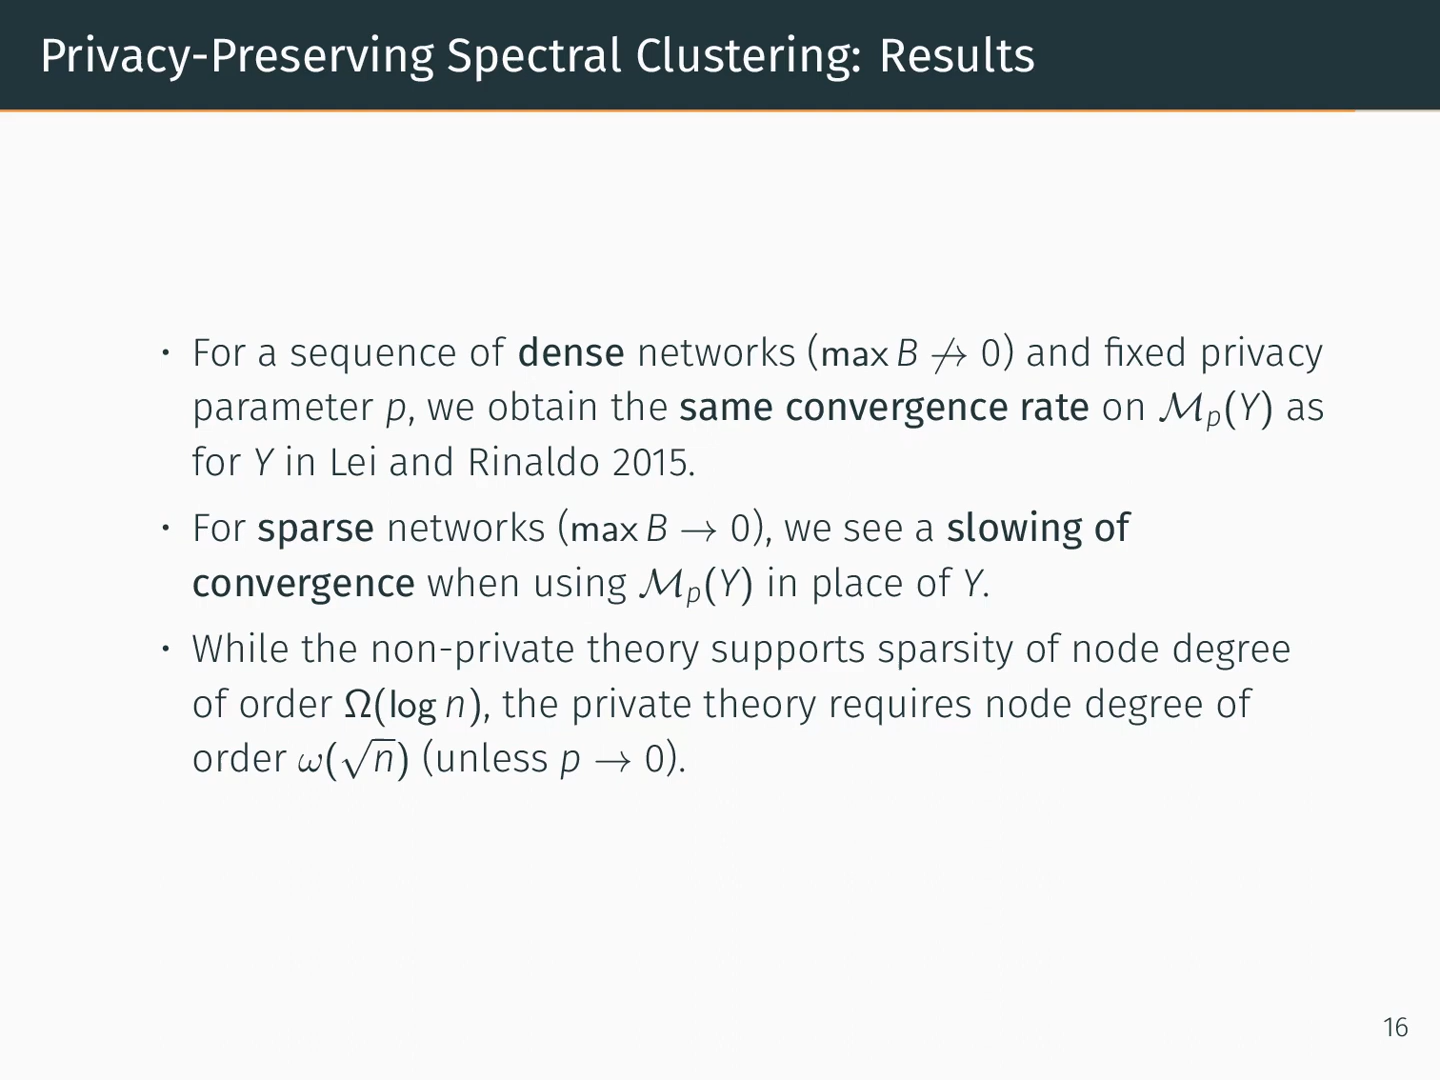 Privacy-Preserving Spectral Clustering: Results
• For a sequence of dense networks (max B ↛ 0) and fixed privacy
parameter p, we obtain the same convergence rate on ℳₚ(Y) as
for Y in Lei and Rinaldo 2015.
• For sparse networks (max B → 0), we see a slowing of
convergence when using ℳₚ(Y) in place of Y.
• While the non-private theory supports sparsity of node degree
of order Ω(log n), the private theory requires node degree of
order ω(√n) (unless p → 0).
16